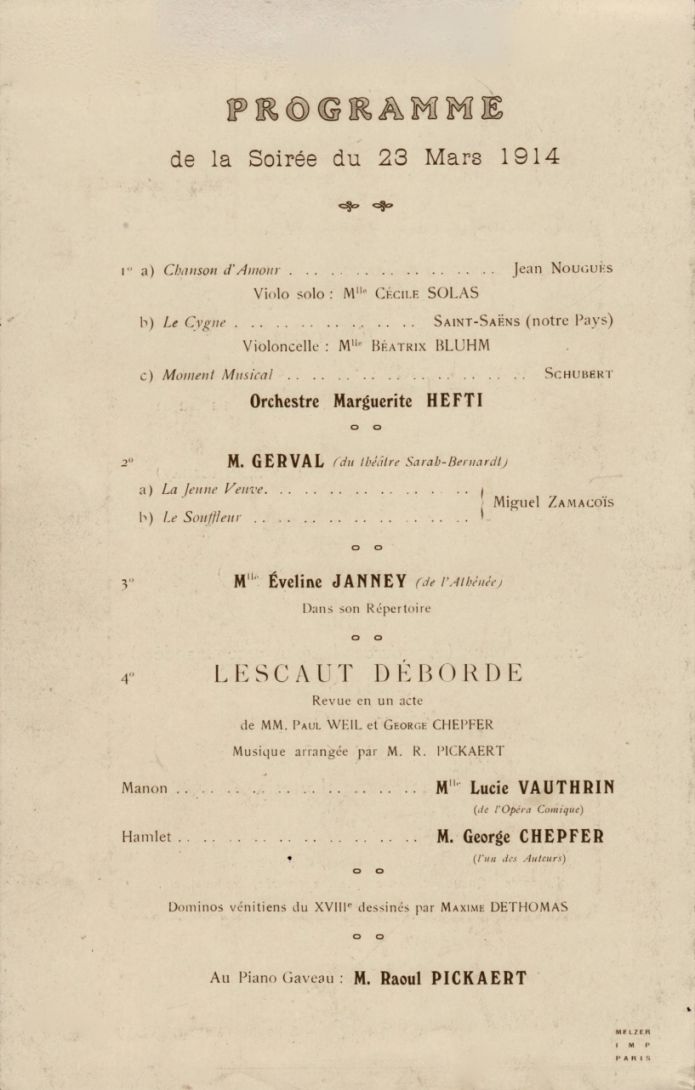 PROGRAMME
de la Soirée du 23 Mars 1914
1º a) Chanson d'Amour . . . . . . . . . . . . . . . . Jean NOUGUÈS
Violo solo : Mlle CÉCILE SOLAS
b) Le Cygne . . . . . . . . . . . . . . SAINT-SAËNS (notre Pays)
Violoncelle : Mlle BÉATRIX BLUHM
c) Moment Musical . . . . . . . . . . . . . . . . . . SCHUBERT
Orchestre Marguerite HEFTI
2º M. GERVAL (du théâtre Sarah-Bernardt)
a) La Jeune Veuve. . . . . . . . . . . . . . . .
Miguel ZAMACOÏS
b) Le Souffleur . . . . . . . . . . . . . . . . .
3º Mlle Éveline JANNEY (de l'Athénée)
Dans son Répertoire
4º LESCAUT DÉBORDE
Revue en un acte
de MM. PAUL WEIL et GEORGE CHEPFER
Musique arrangée par M. R. PICKAERT
Manon . . . . . . . . . . . . . . . . . . . Mlle Lucie VAUTHRIN
(de l'Opéra Comique)
Hamlet . . . . . . . . . . . . . . . . . . . M. George CHEPFER
(l'un des Auteurs)
Dominos vénitiens du XVIIIe dessinés par MAXIME DETHOMAS
Au Piano Gaveau : M. Raoul PICKAERT
MELZER
IMP
PARIS